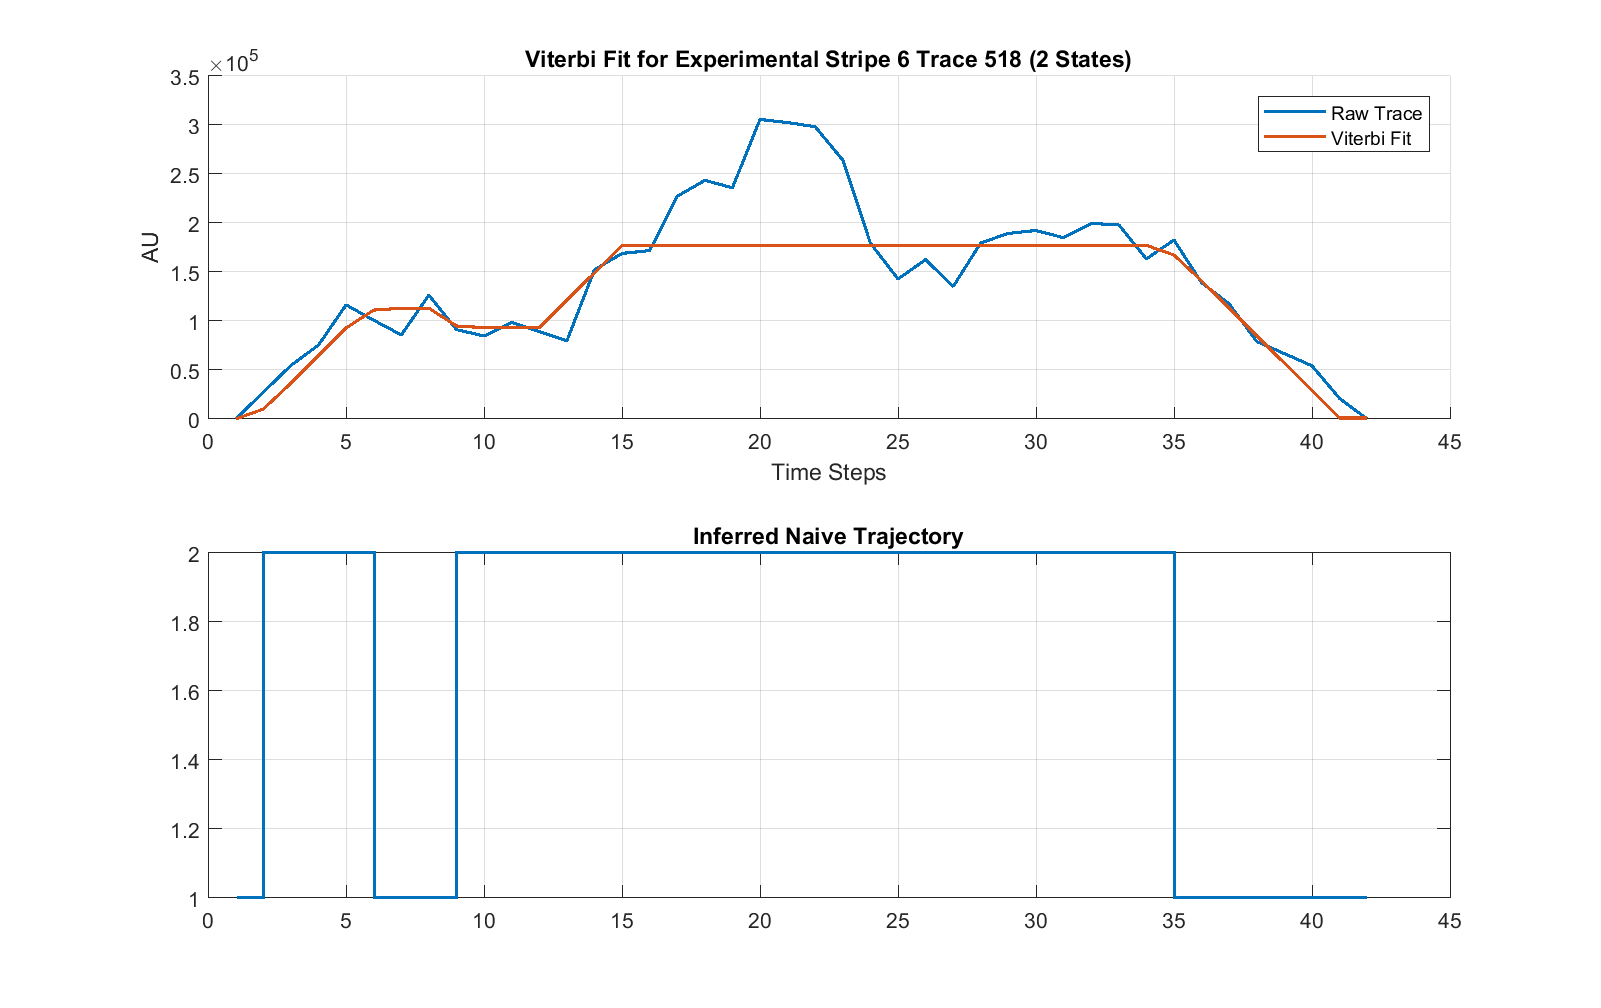 Viterbi Fit for Experimental Stripe 6 Trace 518 (2 States)
×10^5
3.5
3
2.5
2
1.5
1
0.5
0
AU
Raw Trace
Viterbi Fit
0 5 10 15 20 25 30 35 40 45
Time Steps
Inferred Naive Trajectory
2
1.8
1.6
1.4
1.2
1
0 5 10 15 20 25 30 35 40 45